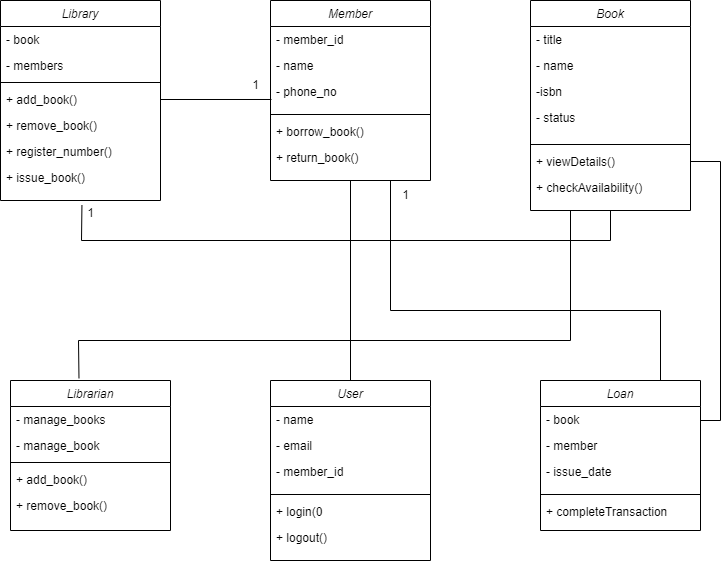 Library
- book
- members
+ add_book()
+ remove_book()
+ register_number()
+ issue_book()
1
Member
- member_id
- name
- phone_no
+ borrow_book()
+ return_book()
Book
- title
- name
-isbn
- status
+ viewDetails()
+ checkAvailability()
1
1
Librarian
- manage_books
- manage_book
+ add_book()
+ remove_book()
User
- name
- email
- member_id
+ login(0
+ logout()
Loan
- book
- member
- issue_date
+ completeTransaction